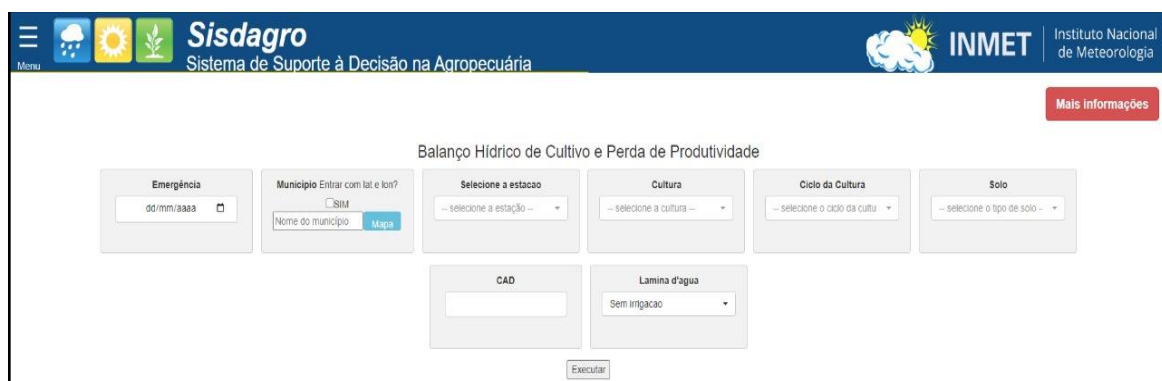 Sisdagro
Menu
Sistema de Suporte à Decisão na Agropecuária
INMET
Instituto Nacional
de Meteorologia
Mais informações
Balanço Hídrico de Cultivo e Perda de Produtividade
Emergência
dd/mm/aaaa
Municipio Entrar com lat e lon?
SIM
Nome do município
Mapa
Selecione a estacao
-- selecione a estação --
Cultura
-- selecione a cultura --
Ciclo da Cultura
-- selecione o ciclo da cultu
Solo
-- selecione o tipo de solo --
CAD
Lamina d'agua
Sem irrigacao
Executar